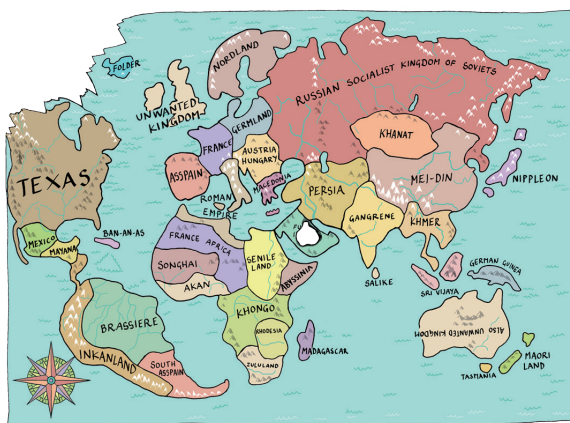 FOLDER
NORDLAND
RUSSIAN SOCIALIST KINGDOM OF SOVIETS
UNWANTED
KINGDOM
GERMLAND
FRANCE
AUSTRIA
HUNGARY
KHANAT
ASSPAIN
ROMAN
EMPIRE
MACEDONIA
PERSIA
MEI-DIN
NIPPLEON
TEXAS
MEXICO
MAYANA
BAN-AN-AS
FRANCE AFRICA
SENILE
LAND
GANGRENE
KHMER
SONGHAI
AKAN
ABYSSINIA
SALIKE
SRI VIJAYA
GERMAN GUINEA
BRASSIERE
INKANLAND
SOUTH
ASSPAIN
KHONGO
RHODESIA
ZULULAND
MADAGASCAR
ALSO UNWANTED KINGDOM
TASMANIA
MAORI
LAND